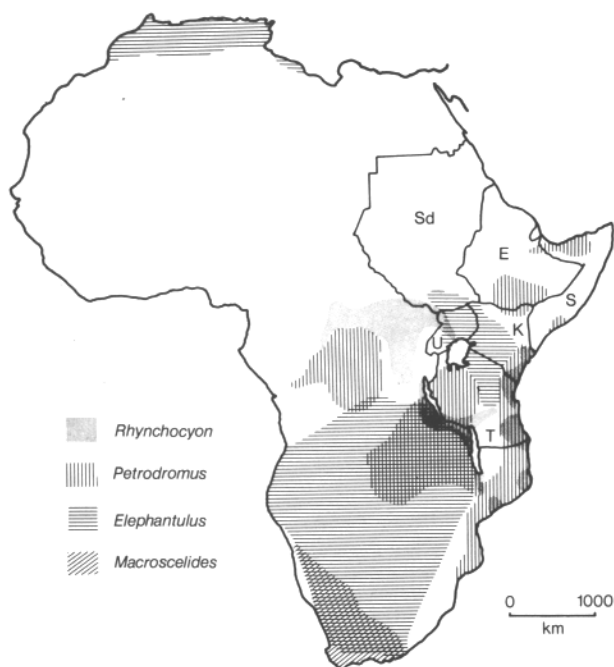 Sd
E
S
K
U
T
Rhynchocyon
Petrodromus
Elephantulus
Macroscelides
0 1000
km